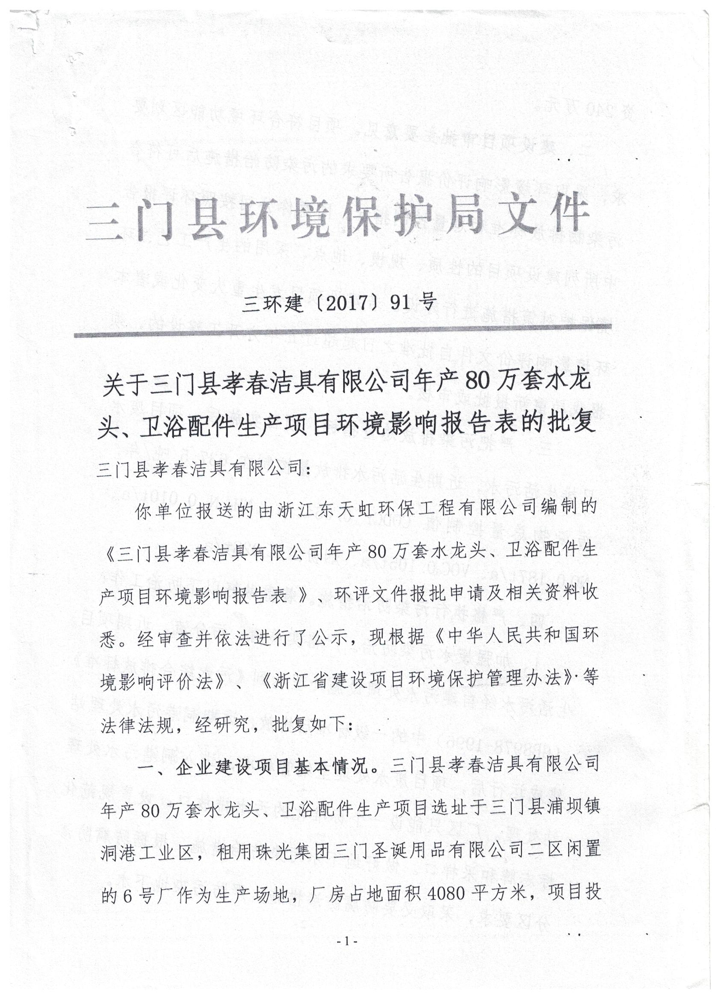 三门县环境保护局文件
三环建〔2017〕91号
关于三门县孝春洁具有限公司年产80万套水龙
头、卫浴配件生产项目环境影响报告表的批复
三门县孝春洁具有限公司：
你单位报送的由浙江东天虹环保工程有限公司编制的
《三门县孝春洁具有限公司年产80万套水龙头、卫浴配件生
产项目环境影响报告表 》、环评文件报批申请及相关资料收
悉。经审查并依法进行了公示，现根据《中华人民共和国环
境影响评价法》、《浙江省建设项目环境保护管理办法》等
法律法规，经研究，批复如下：
一、企业建设项目基本情况。三门县孝春洁具有限公司
年产80万套水龙头、卫浴配件生产项目选址于三门县浦坝镇
洞港工业区，租用珠光集团三门圣诞用品有限公司二区闲置
的6号厂作为生产场地，厂房占地面积4080平方米，项目投
- 1 -